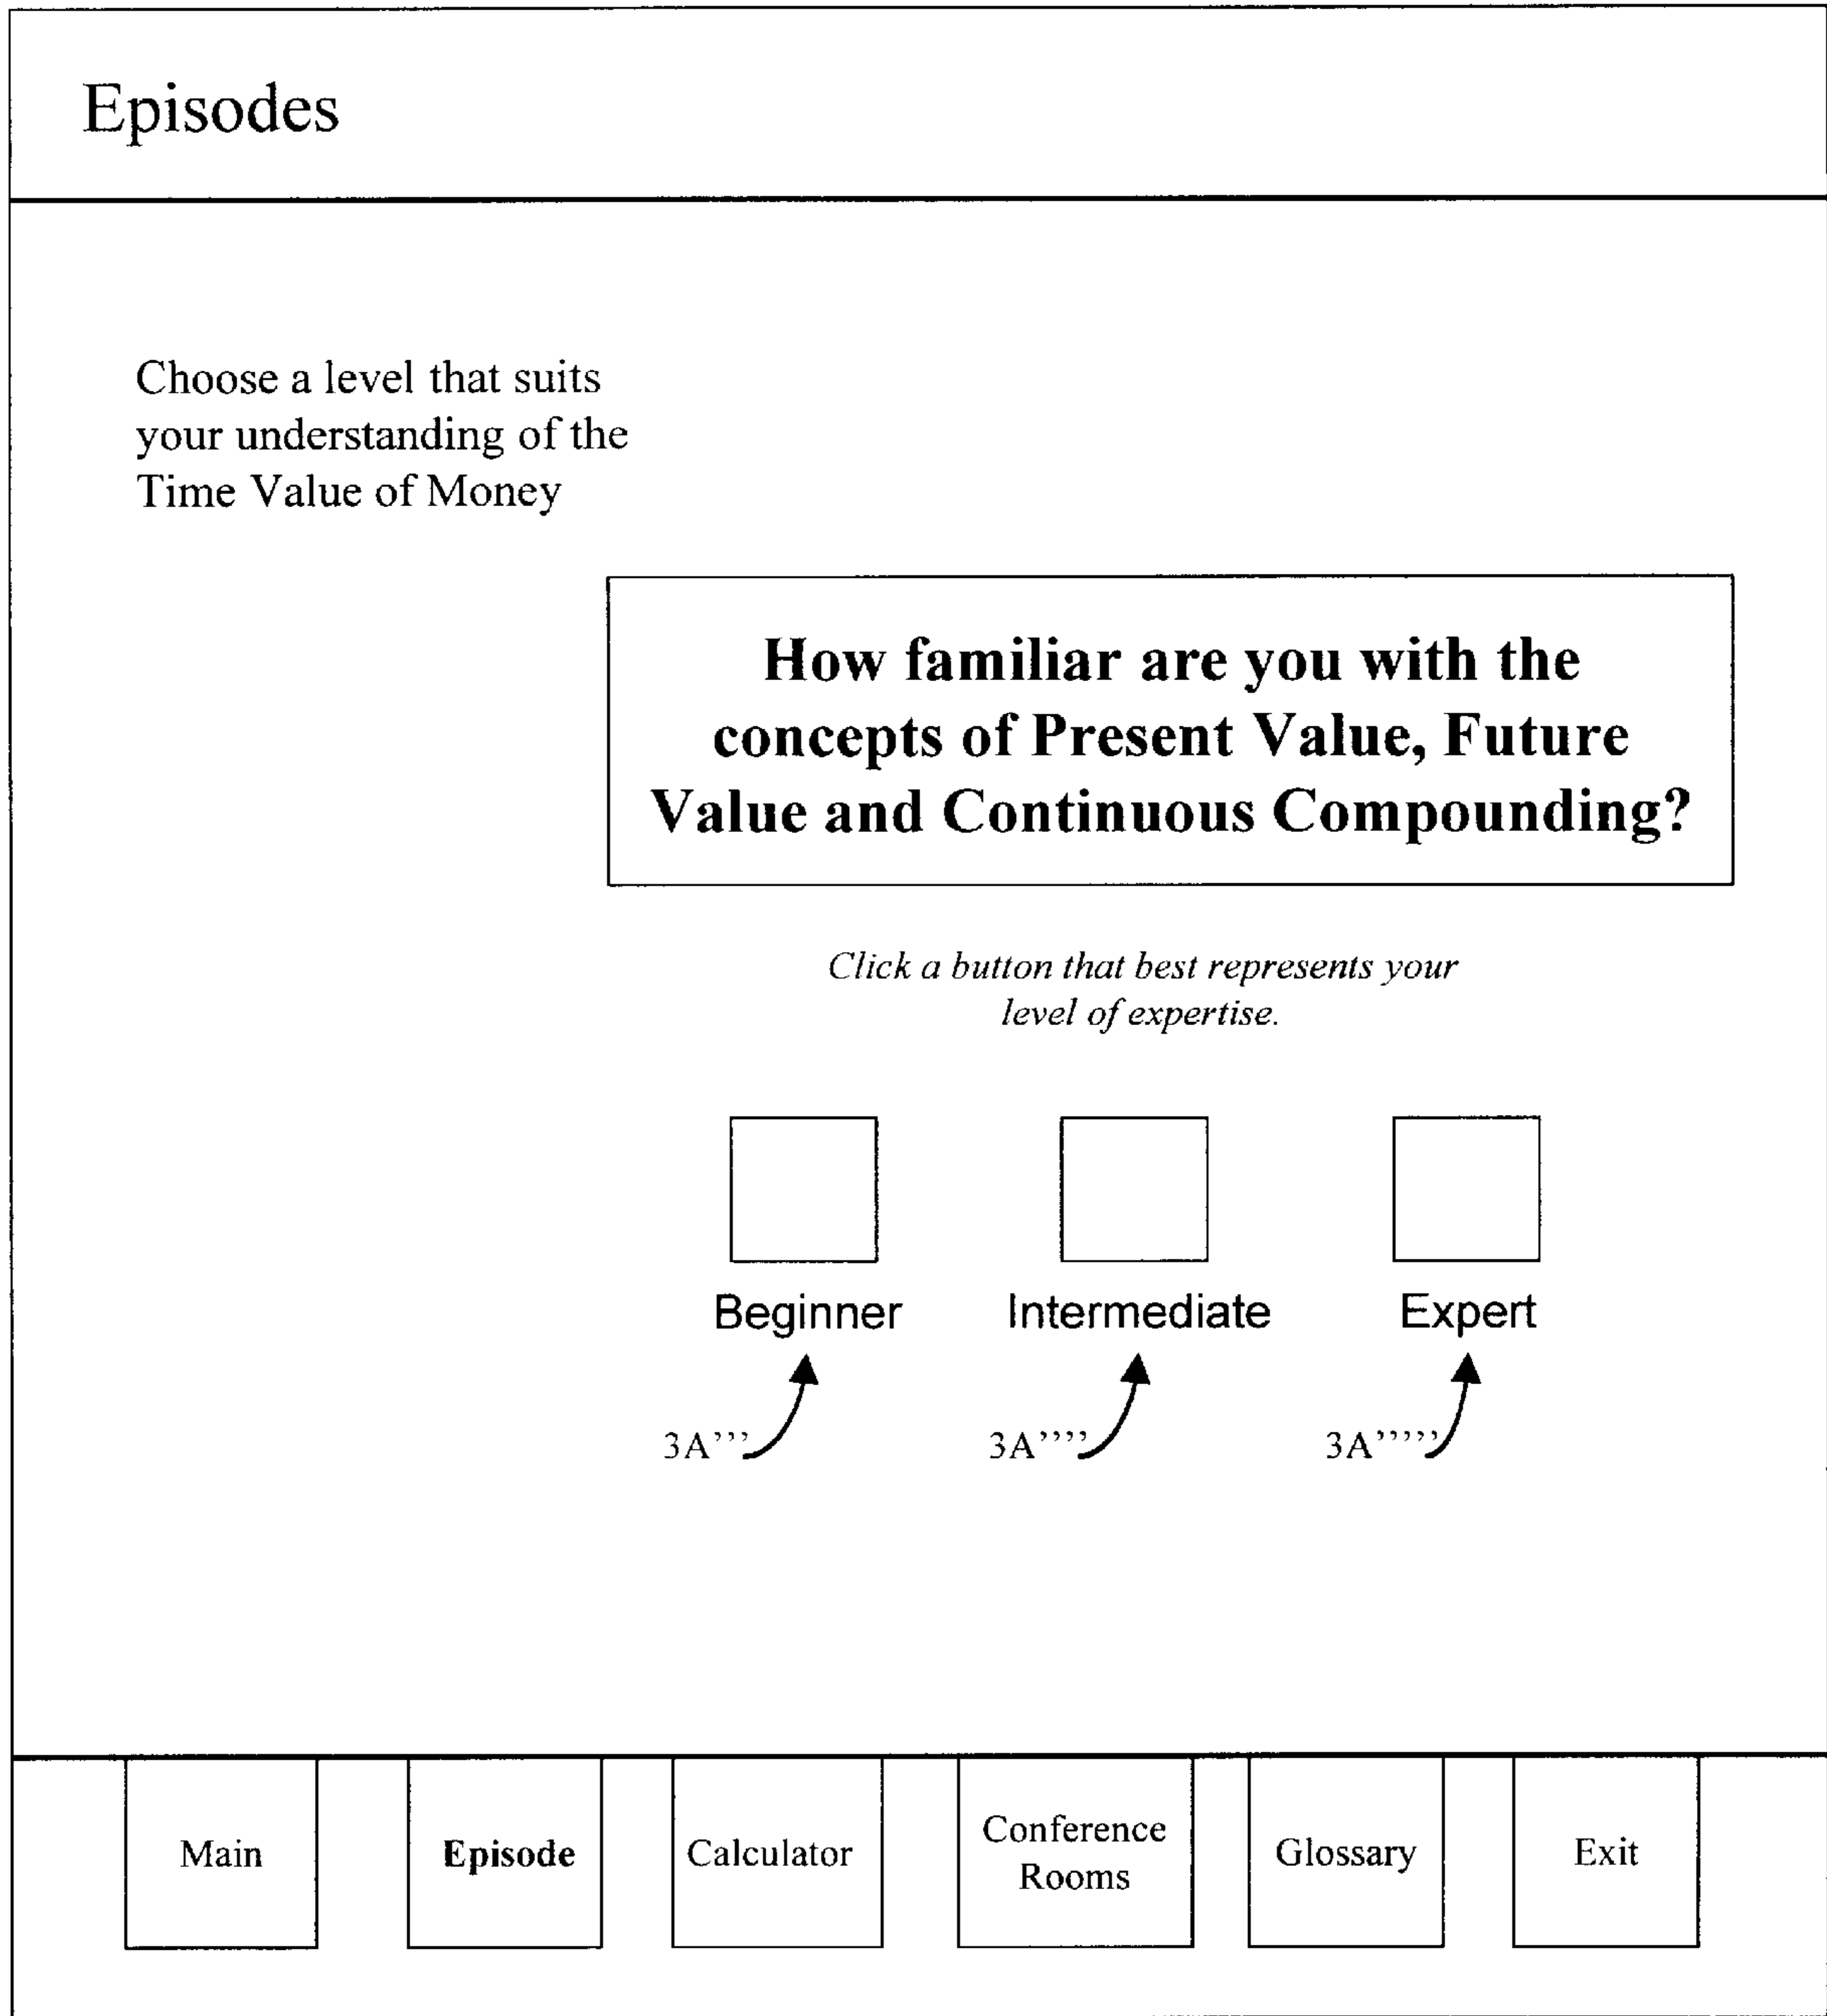 Episodes
Choose a level that suits
your understanding of the
Time Value of Money
How familiar are you with the
concepts of Present Value, Future
Value and Continuous Compounding?
Click a button that best represents your
level of expertise.
Beginner Intermediate Expert
3A’’’ 3A’’’’ 3A’’’’’
Main Episode Calculator Conference Rooms Glossary Exit